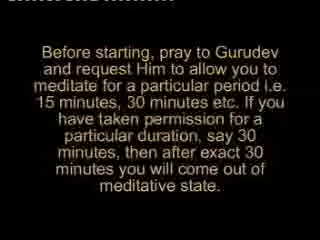 Before starting, pray to Gurudev
and request Him to allow you to
meditate for a particular period i.e.
15 minutes, 30 minutes etc. If you
have taken permission for a
particular duration, say 30
minutes, then after exact 30
minutes you will come out of
meditative state.